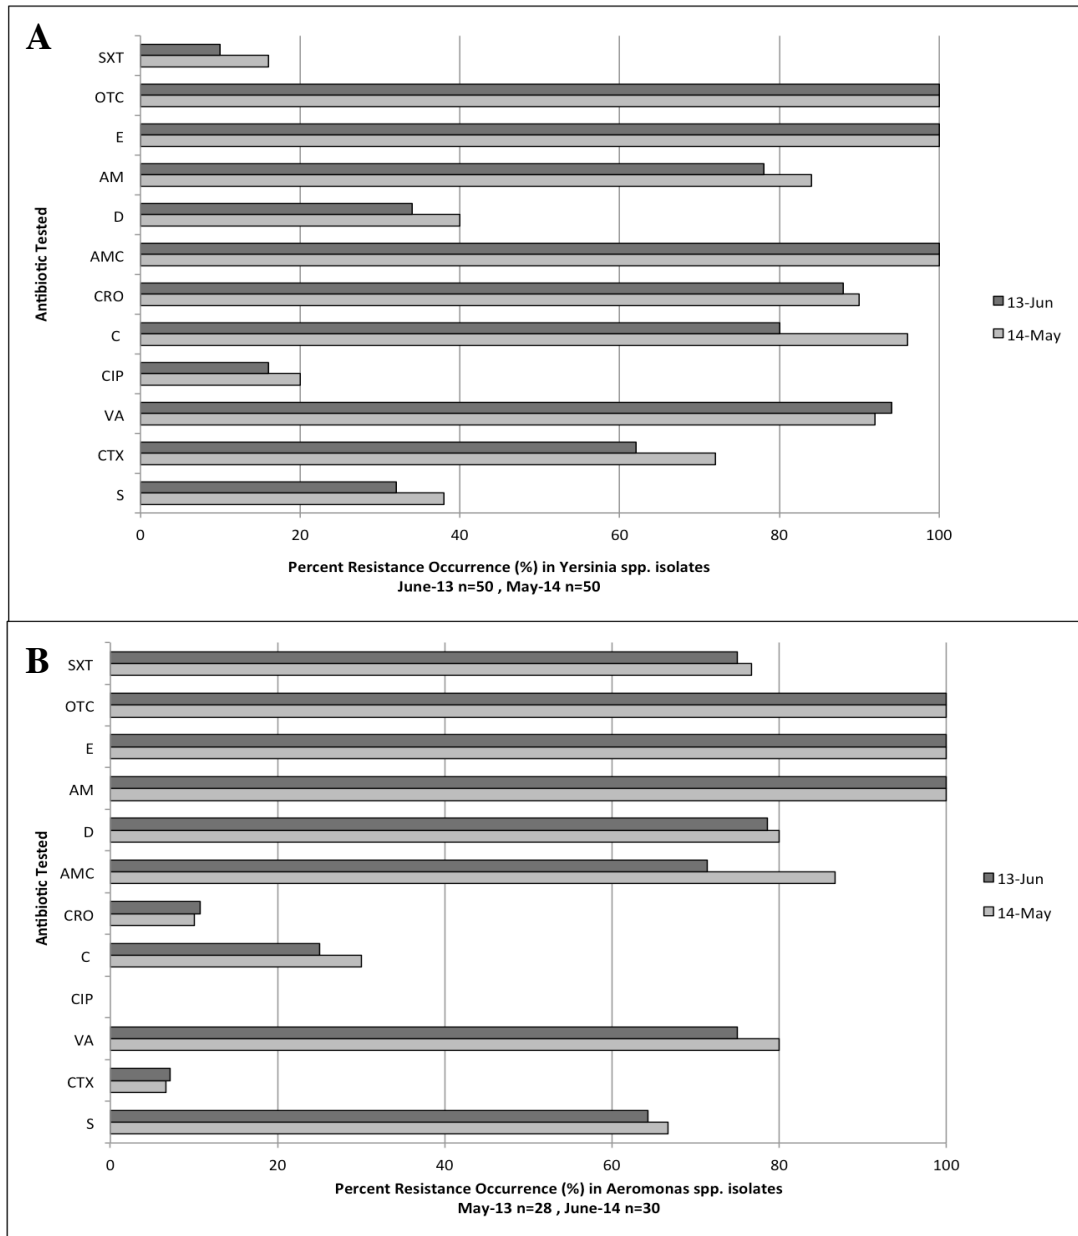 A
SXT
OTC
E
AM
D
AMC
CRO
C
CIP
VA
CTX
S
Antibiotic Tested
0 20 40 60 80 100
Percent Resistance Occurrence (%) in Yersinia spp. isolates
June-13 n=50 , May-14 n=50
13-Jun
14-May
B
SXT
OTC
E
AM
D
AMC
CRO
C
CIP
VA
CTX
S
Antibiotic Tested
0 20 40 60 80 100
Percent Resistance Occurrence (%) in Aeromonas spp. isolates
May-13 n=28 , June-14 n=30
13-Jun
14-May